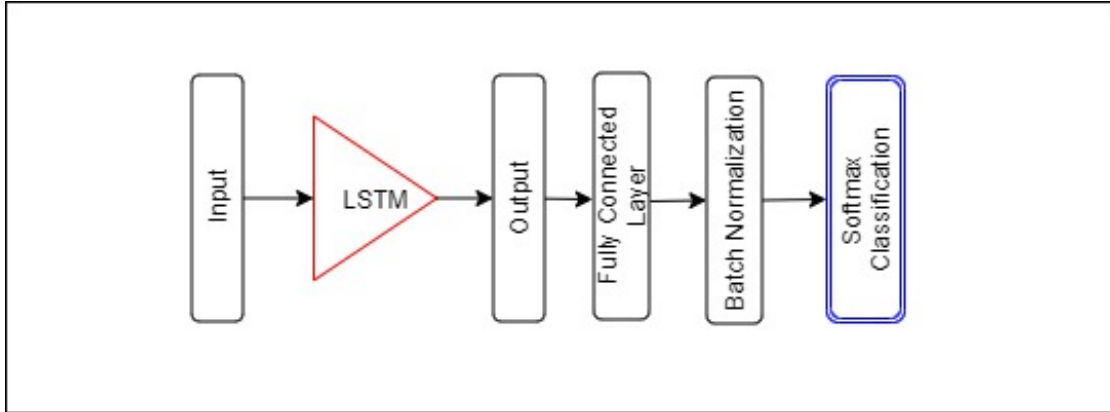 Input
LSTM
Output
Fully Connected
Layer
Batch Normalization
Softmax
Classification